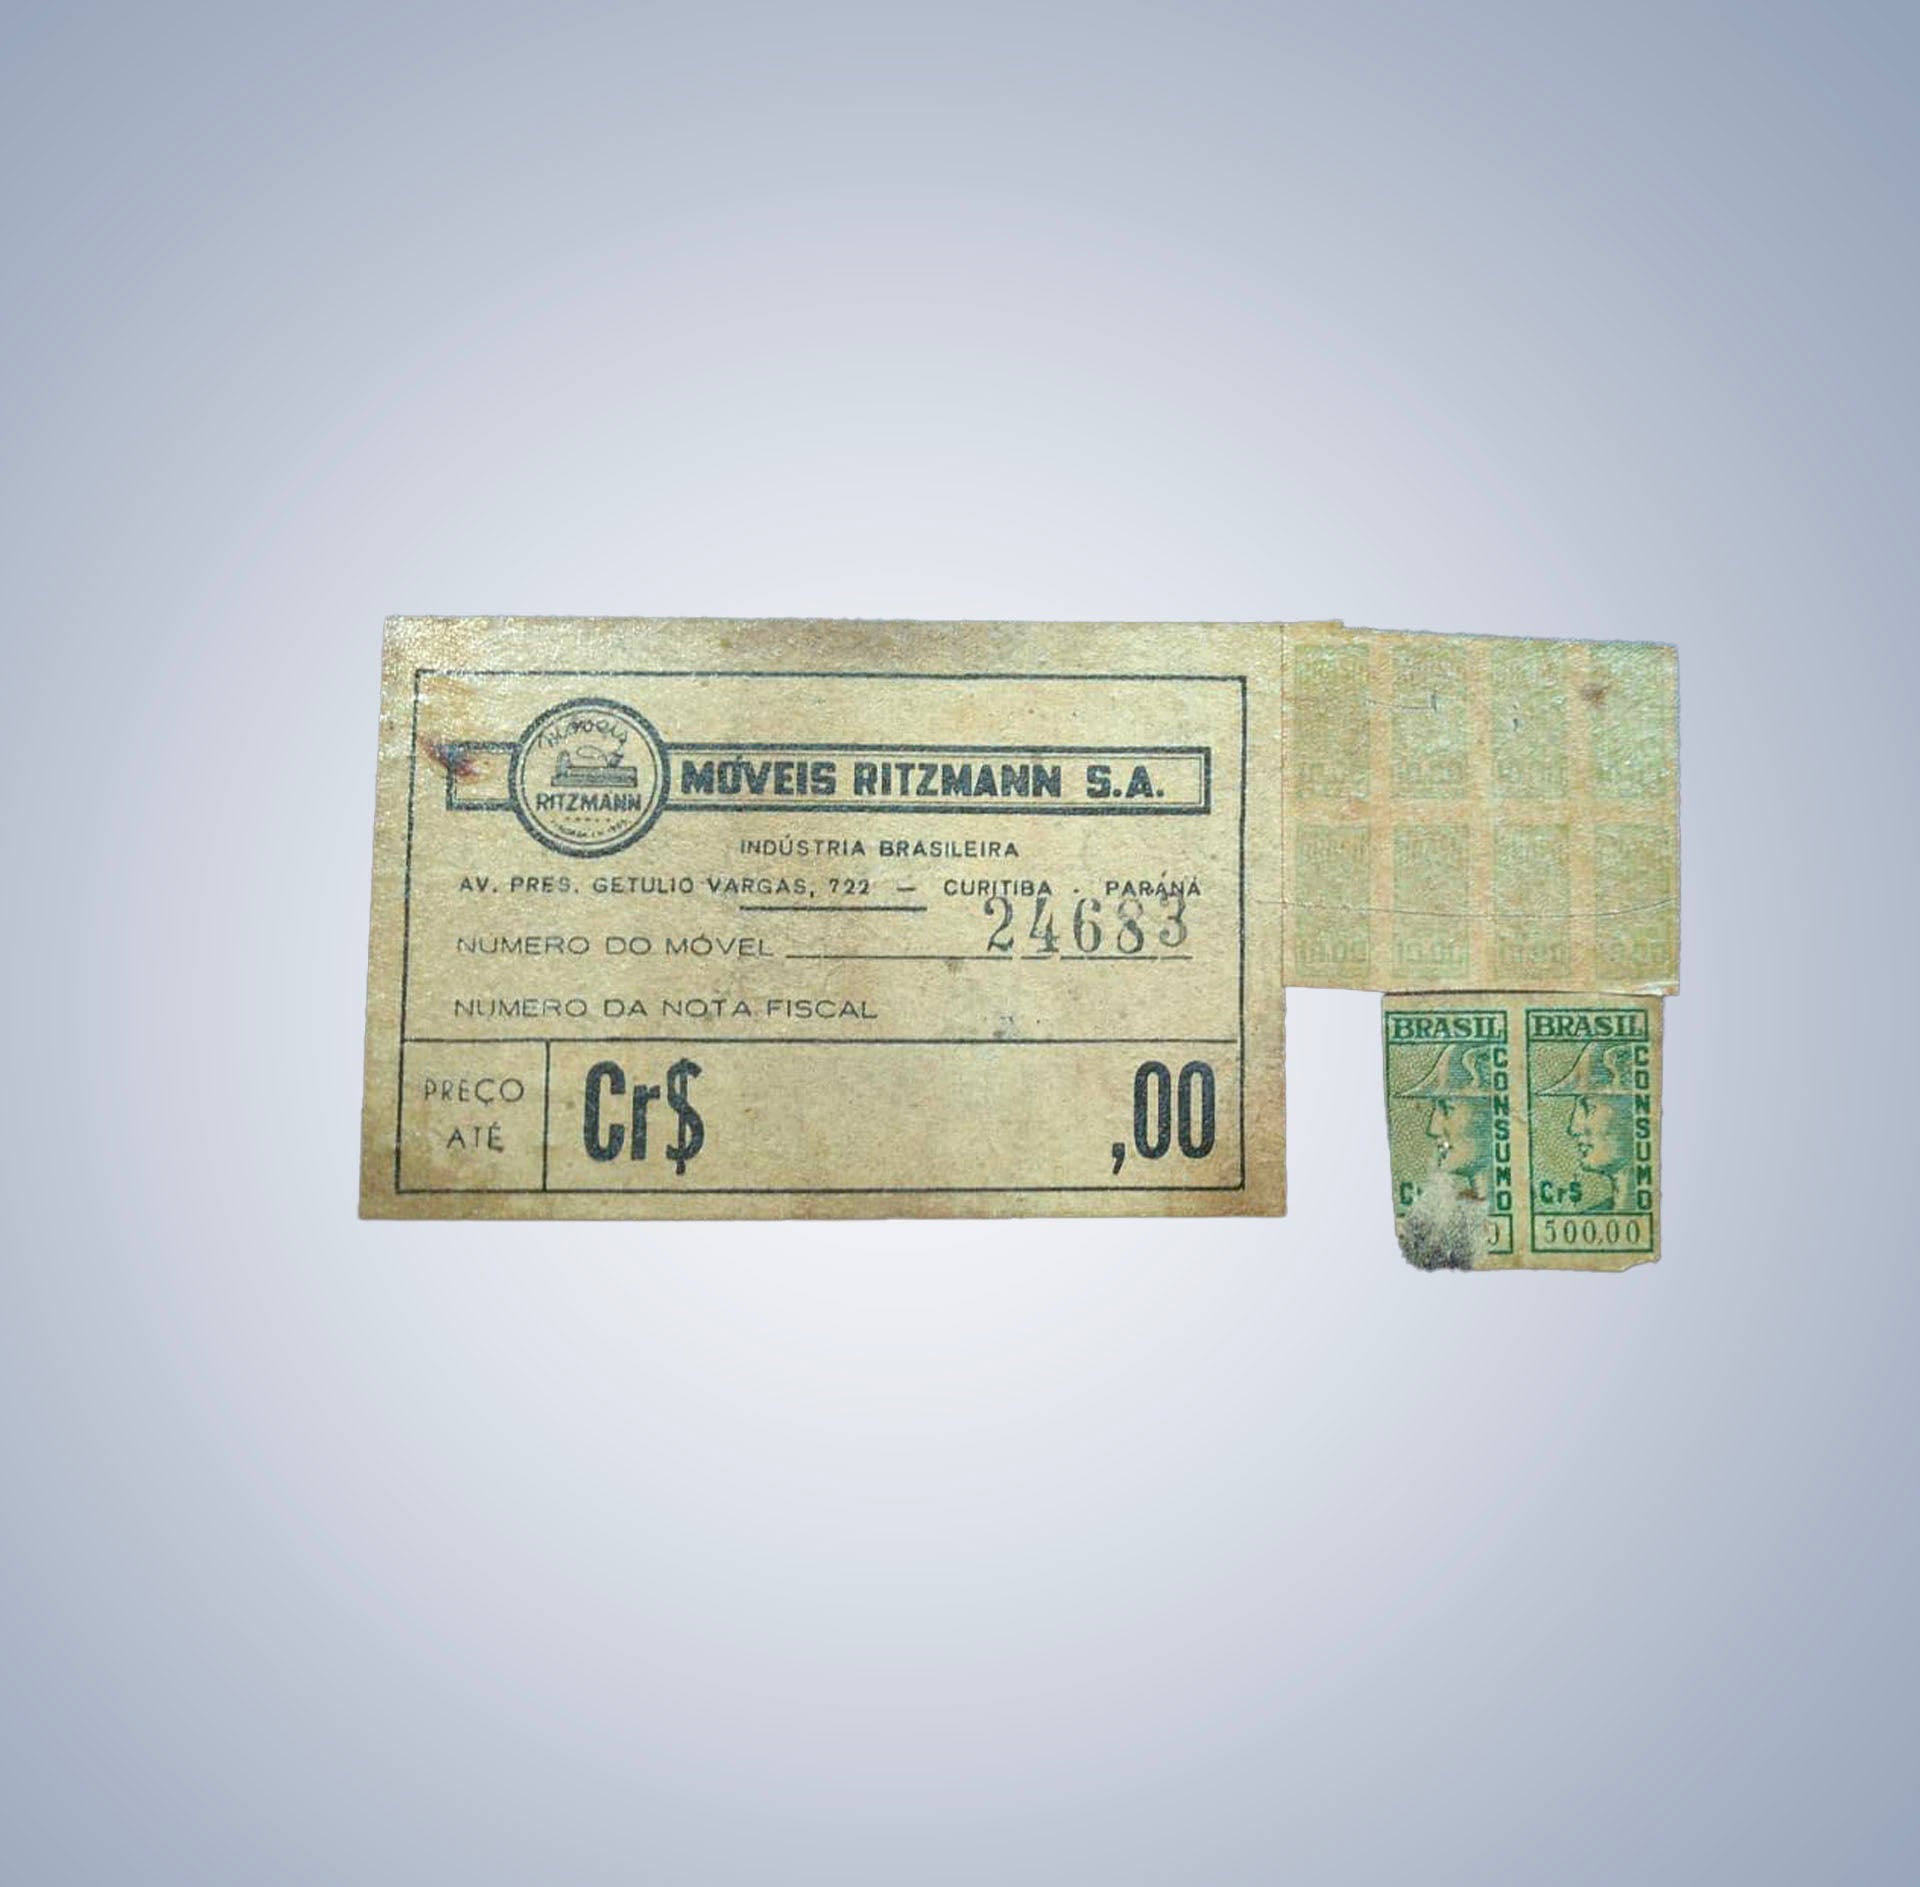 RITZMANN
MÓVEIS RITZMANN S.A.
INDÚSTRIA BRASILEIRA
AV. PRES. GETULIO VARGAS, 722 — CURITIBA - PARÁNÁ
NUMERO DO MÓVEL 24683
NUMERO DA NOTA FISCAL
PREÇO
ATÉ
Cr$ ,00
BRASIL
CONSUMO
BRASIL
CONSUMO
Cr$
500,00